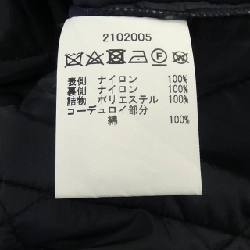 2102005
表側 ナイロン 100%
裏側 ナイロン 100%
詰物 ポリエステル 100%
コーデュロイ部分
綿 100%